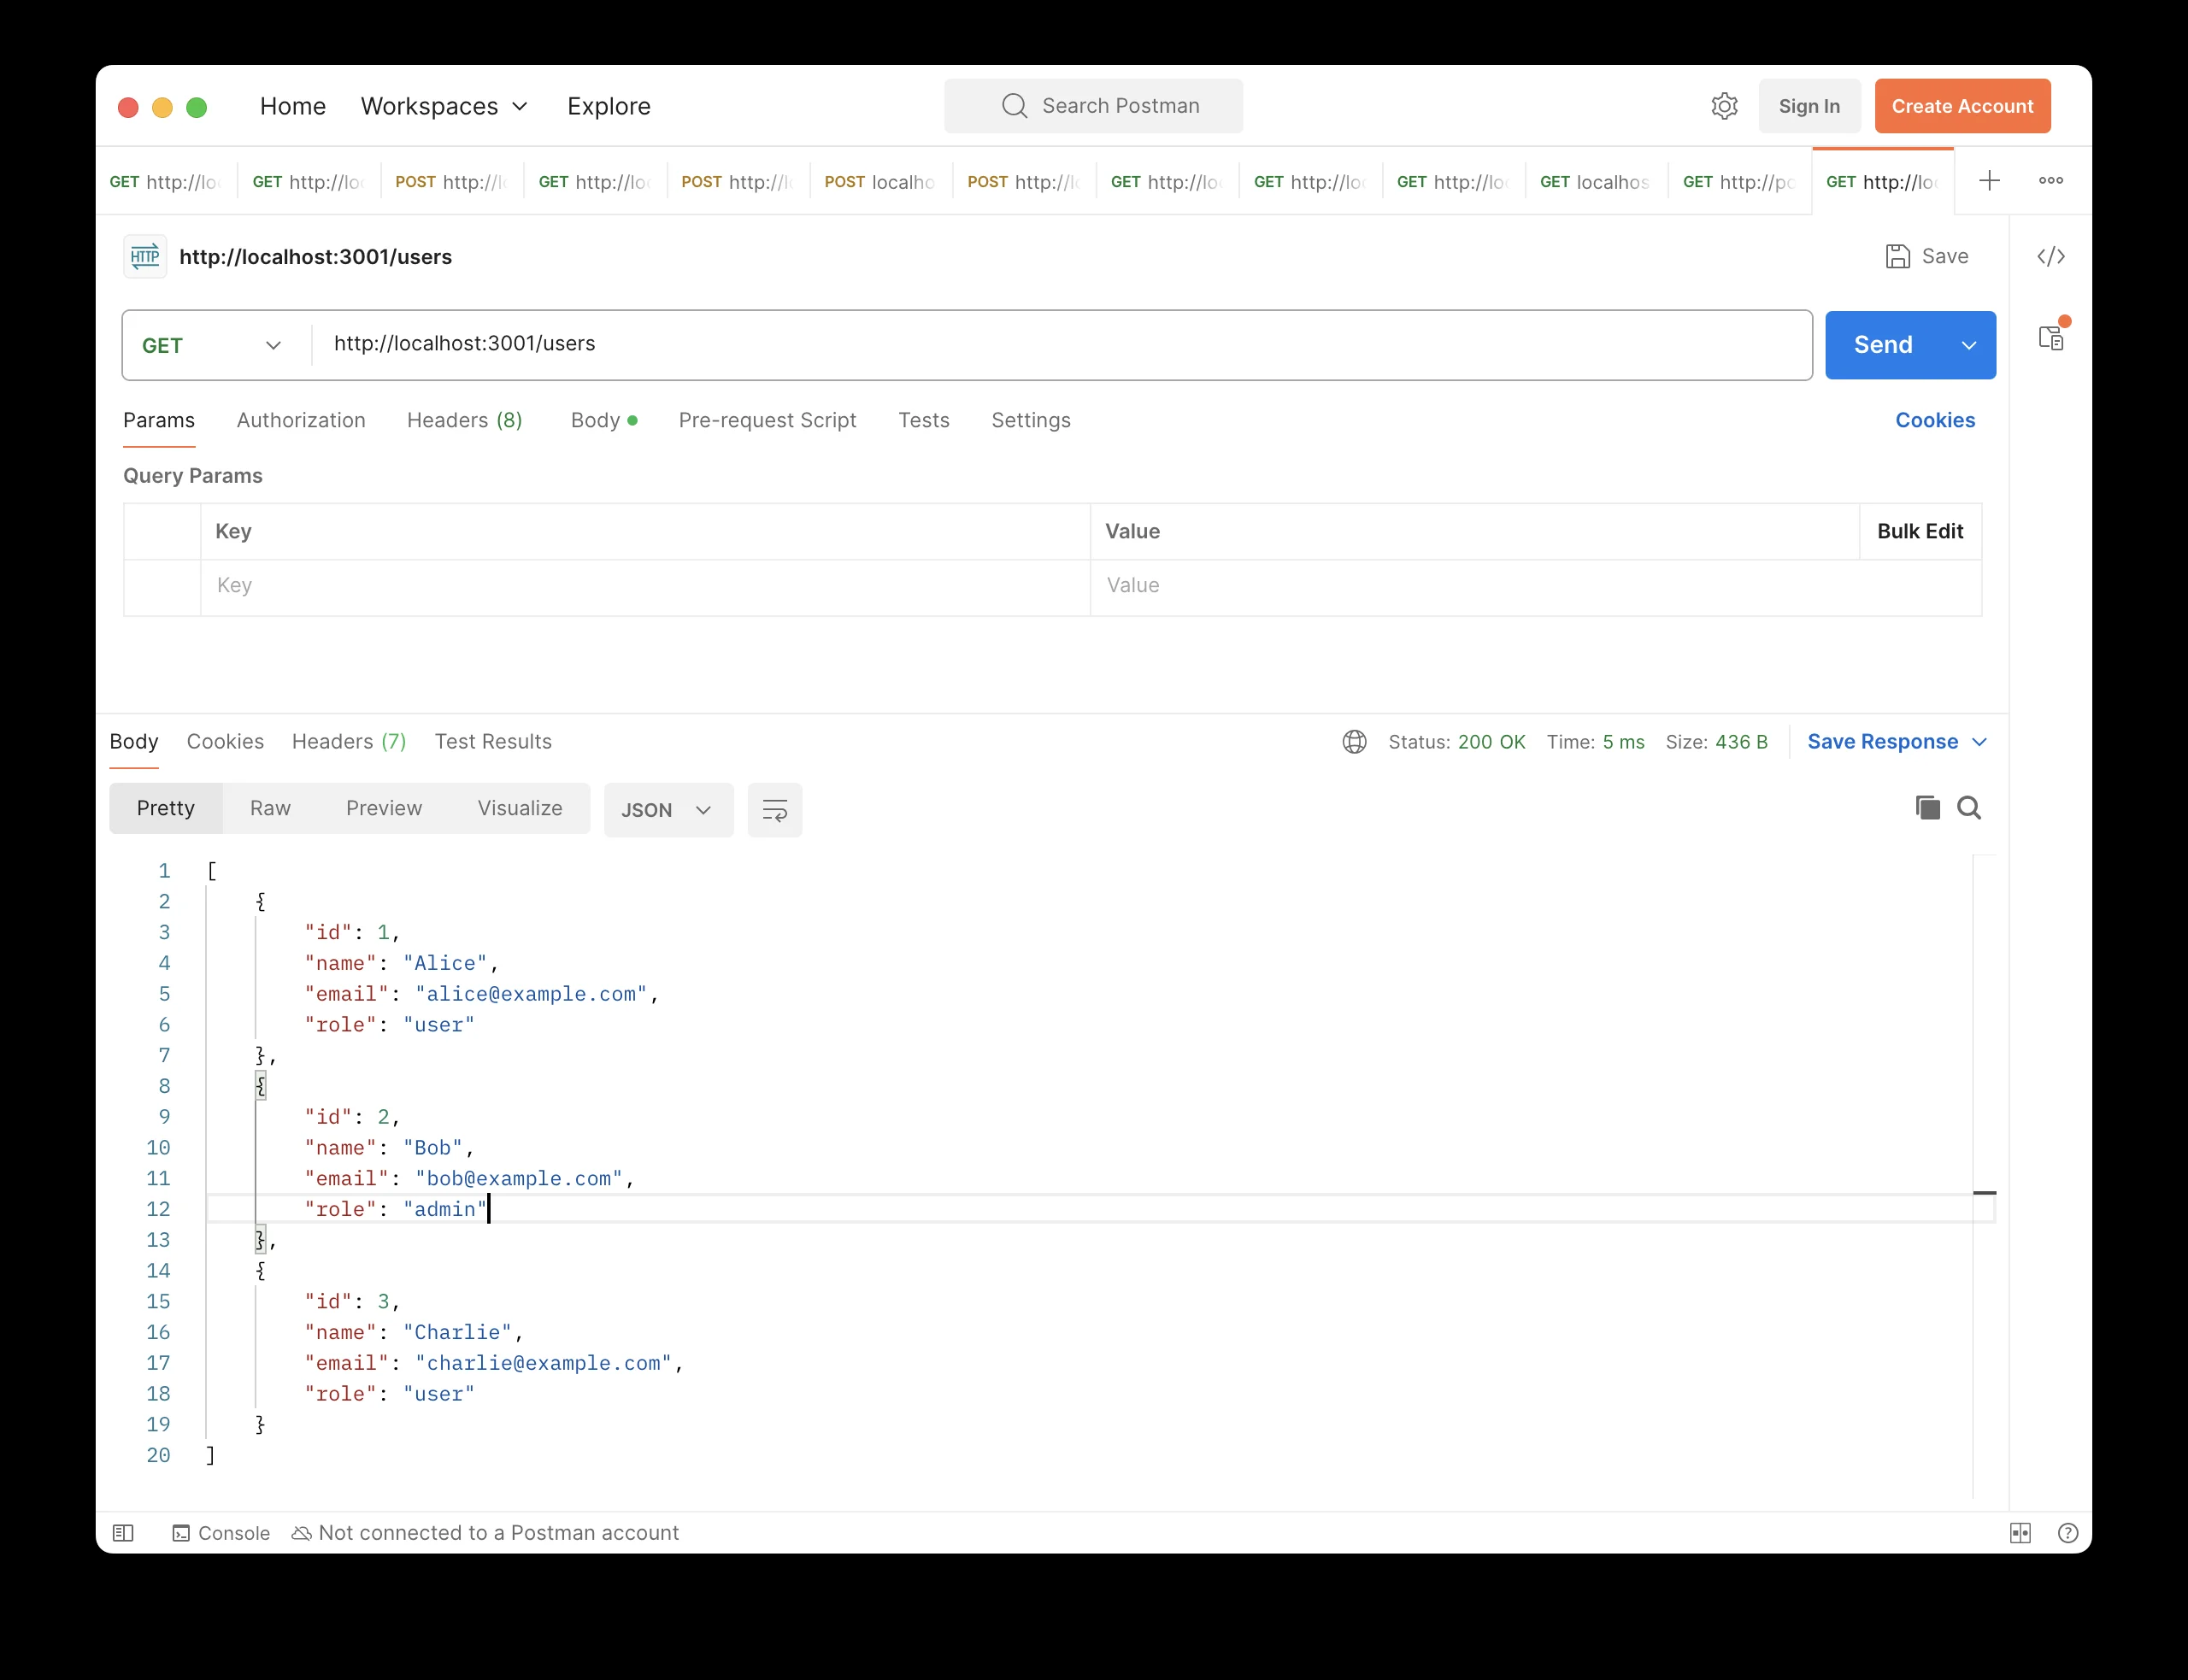 Home Workspaces Explore Search Postman Sign In Create Account
GET http://lo GET http://lo POST http://l GET http://lo POST http://l POST localho POST http://l GET http://lo GET http://lo GET http://lo GET localhos GET http://p GET http://lo
HTTP http://localhost:3001/users Save </>
GET http://localhost:3001/users Send
Params Authorization Headers (8) Body Pre-request Script Tests Settings Cookies
Query Params
Key Value Bulk Edit
Key Value
Body Cookies Headers (7) Test Results Status: 200 OK Time: 5 ms Size: 436 B Save Response
Pretty Raw Preview Visualize JSON
1 [
2 {
3 "id": 1,
4 "name": "Alice",
5 "email": "alice@example.com",
6 "role": "user"
7 },
8 {
9 "id": 2,
10 "name": "Bob",
11 "email": "bob@example.com",
12 "role": "admin"
13 },
14 {
15 "id": 3,
16 "name": "Charlie",
17 "email": "charlie@example.com",
18 "role": "user"
19 }
20 ]
Console Not connected to a Postman account